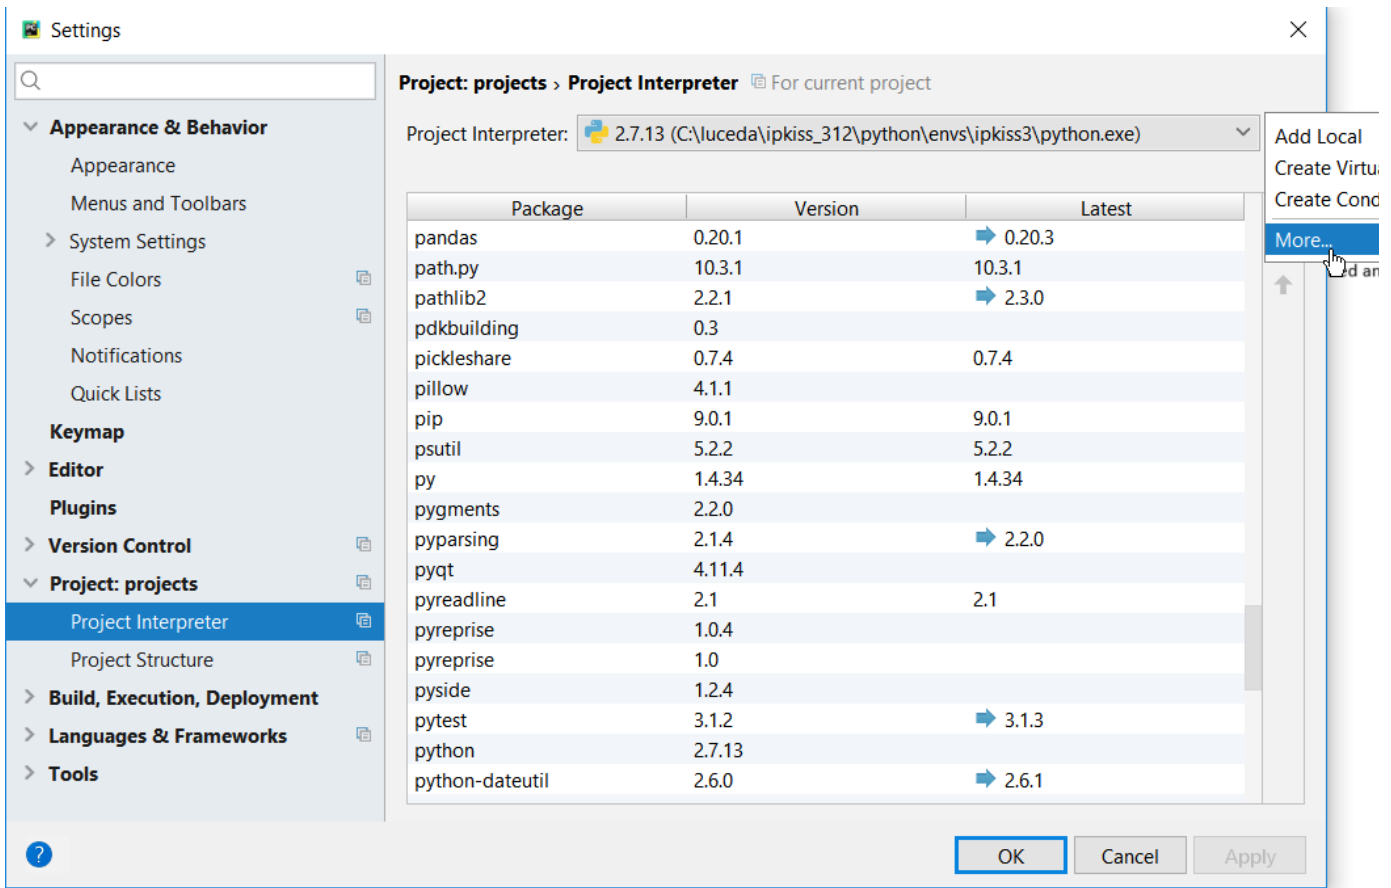 Settings
Project: projects › Project Interpreter For current project
Appearance & Behavior
Appearance
Menus and Toolbars
System Settings
File Colors
Scopes
Notifications
Quick Lists
Keymap
Editor
Plugins
Version Control
Project: projects
Project Interpreter
Project Structure
Build, Execution, Deployment
Languages & Frameworks
Tools
Project Interpreter: 2.7.13 (C:\luceda\ipkiss_312\python\envs\ipkiss3\python.exe)
Add Local
Create Virtu
Create Cond
More...
Package Version Latest
pandas 0.20.1 0.20.3
path.py 10.3.1 10.3.1
pathlib2 2.2.1 2.3.0
pdkbuilding 0.3
pickleshare 0.7.4 0.7.4
pillow 4.1.1
pip 9.0.1 9.0.1
psutil 5.2.2 5.2.2
py 1.4.34 1.4.34
pygments 2.2.0
pyparsing 2.1.4 2.2.0
pyqt 4.11.4
pyreadline 2.1 2.1
pyreprise 1.0.4
pyreprise 1.0
pyside 1.2.4
pytest 3.1.2 3.1.3
python 2.7.13
python-dateutil 2.6.0 2.6.1
? OK Cancel Apply